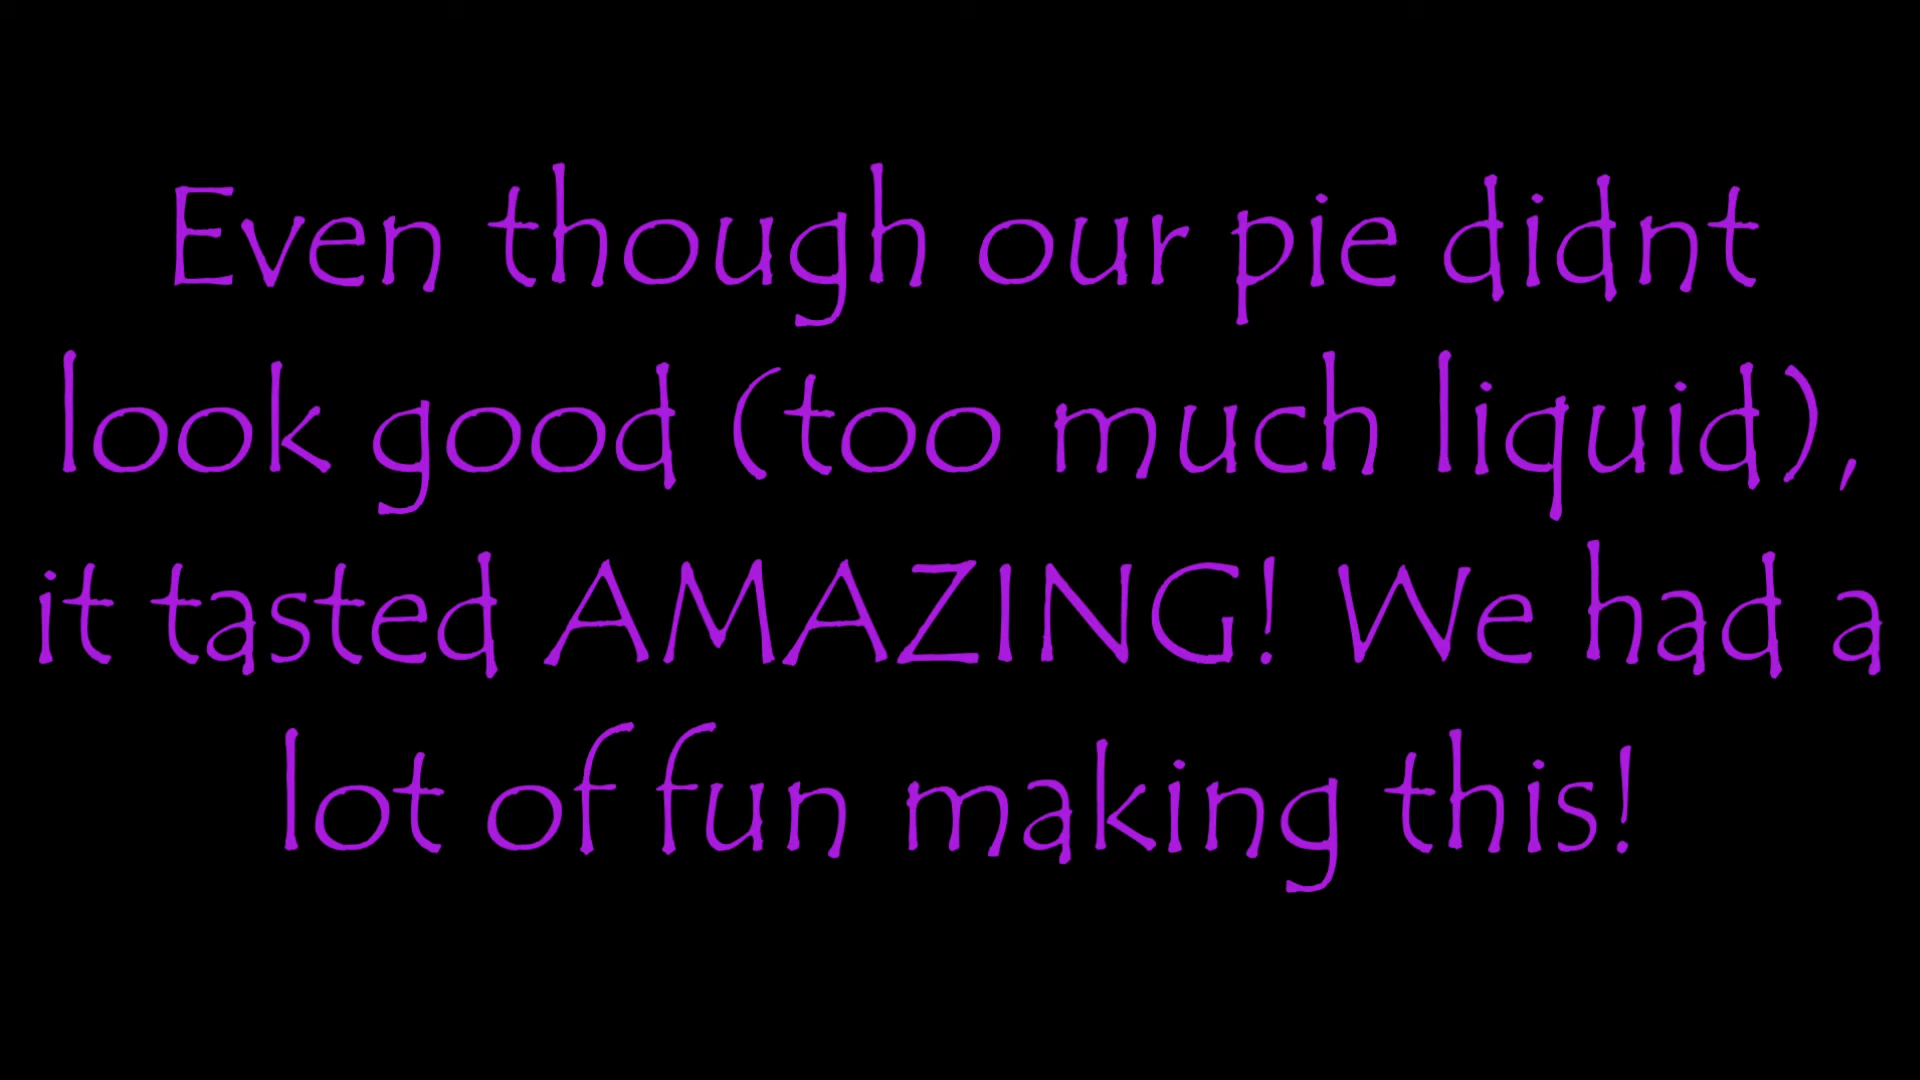 Even though our pie didnt
look good (too much liquid),
it tasted AMAZING! We had a
lot of fun making this!